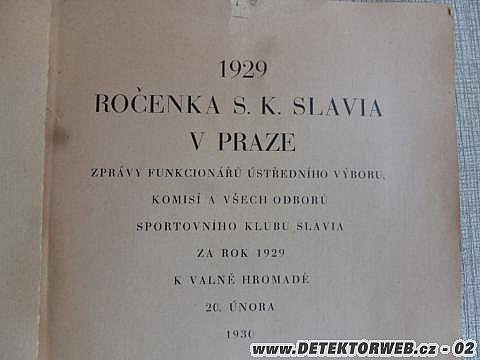 1929
ROČENKA S. K. SLAVIA
V PRAZE
ZPRÁVY FUNKCIONÁŘŮ ÚSTŘEDNÍHO VÝBORU,
KOMISÍ A VŠECH ODBORŮ
SPORTOVNÍHO KLUBU SLAVIA
ZA ROK 1929
K VALNÉ HROMADĚ
20. ÚNORA
1930
www.DETEKTORWEB.cz - 02